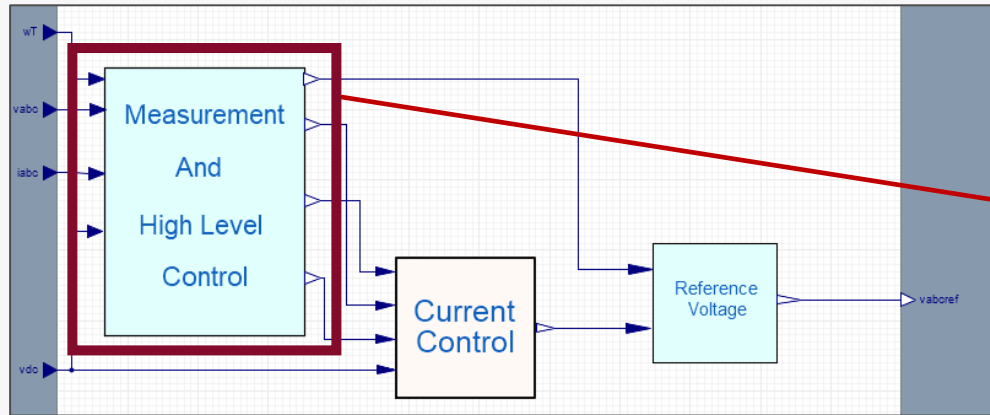 wT
vabc
iabc
vdc
Measurement
And
High Level
Control
Current
Control
Reference
Voltage
vabcref